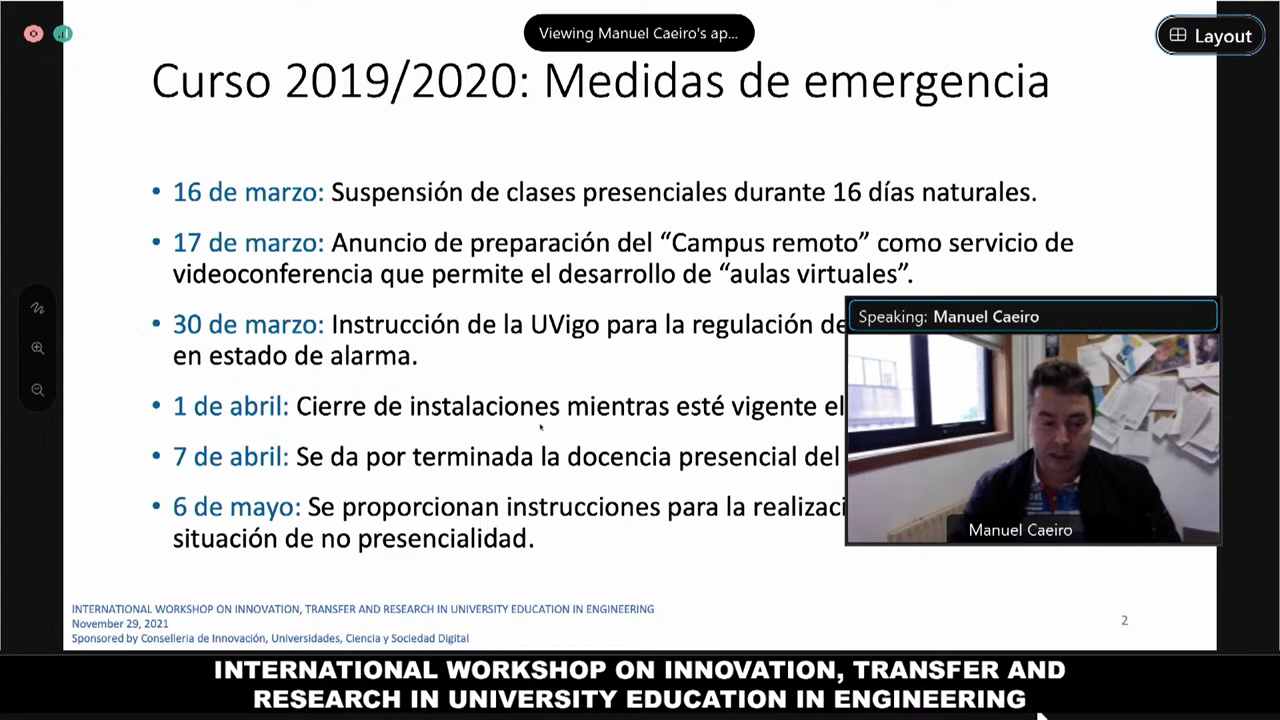 Viewing Manuel Caeiro's ap...
Layout
Curso 2019/2020: Medidas de emergencia
• 16 de marzo: Suspensión de clases presenciales durante 16 días naturales.
• 17 de marzo: Anuncio de preparación del “Campus remoto” como servicio de
videoconferencia que permite el desarrollo de “aulas virtuales”.
• 30 de marzo: Instrucción de la UVigo para la regulación de
en estado de alarma.
• 1 de abril: Cierre de instalaciones mientras esté vigente el
• 7 de abril: Se da por terminada la docencia presencial del
• 6 de mayo: Se proporcionan instrucciones para la
situación de no presencialidad.
Speaking: Manuel Caeiro
Manuel Caeiro
INTERNATIONAL WORKSHOP ON INNOVATION, TRANSFER AND RESEARCH IN UNIVERSITY EDUCATION IN ENGINEERING
November 29, 2021
Sponsored by Conselleria de Innovación, Universidades, Ciencia y Sociedad Digital
2
INTERNATIONAL WORKSHOP ON INNOVATION, TRANSFER AND
RESEARCH IN UNIVERSITY EDUCATION IN ENGINEERING